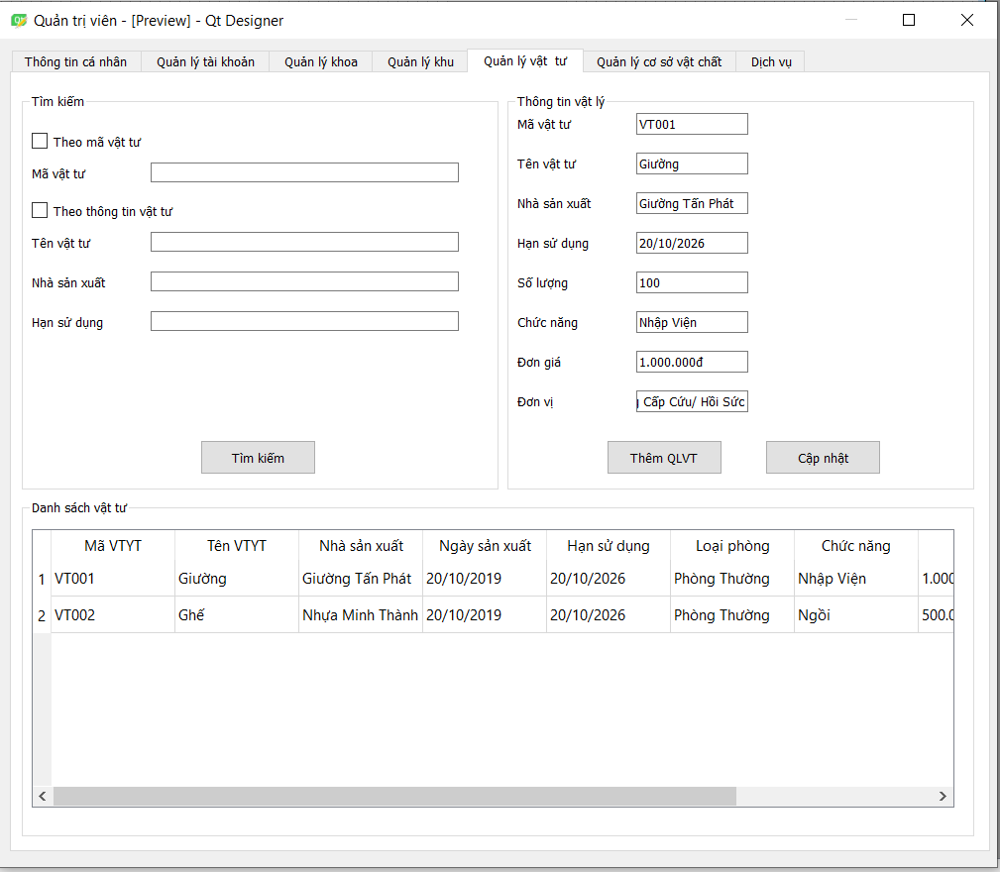 Quản trị viên - [Preview] - Qt Designer
Thông tin cá nhân Quản lý tài khoản Quản lý khoa Quản lý khu Quản lý vật tư Quản lý cơ sở vật chất Dịch vụ
Tìm kiếm
Theo mã vật tư
Mã vật tư
Theo thông tin vật tư
Tên vật tư
Nhà sản xuất
Hạn sử dụng
Tìm kiếm
Thông tin vật lý
Mã vật tư VT001
Tên vật tư Giường
Nhà sản xuất Giường Tấn Phát
Hạn sử dụng 20/10/2026
Số lượng 100
Chức năng Nhập Viện
Đơn giá 1.000.000đ
Đơn vị Cấp Cứu/ Hồi Sức
Thêm QLVT Cập nhật
Danh sách vật tư
Mã VTYT Tên VTYT Nhà sản xuất Ngày sản xuất Hạn sử dụng Loại phòng Chức năng
1 VT001 Giường Giường Tấn Phát 20/10/2019 20/10/2026 Phòng Thường Nhập Viện 1.000
2 VT002 Ghế Nhựa Minh Thành 20/10/2019 20/10/2026 Phòng Thường Ngồi 500.0